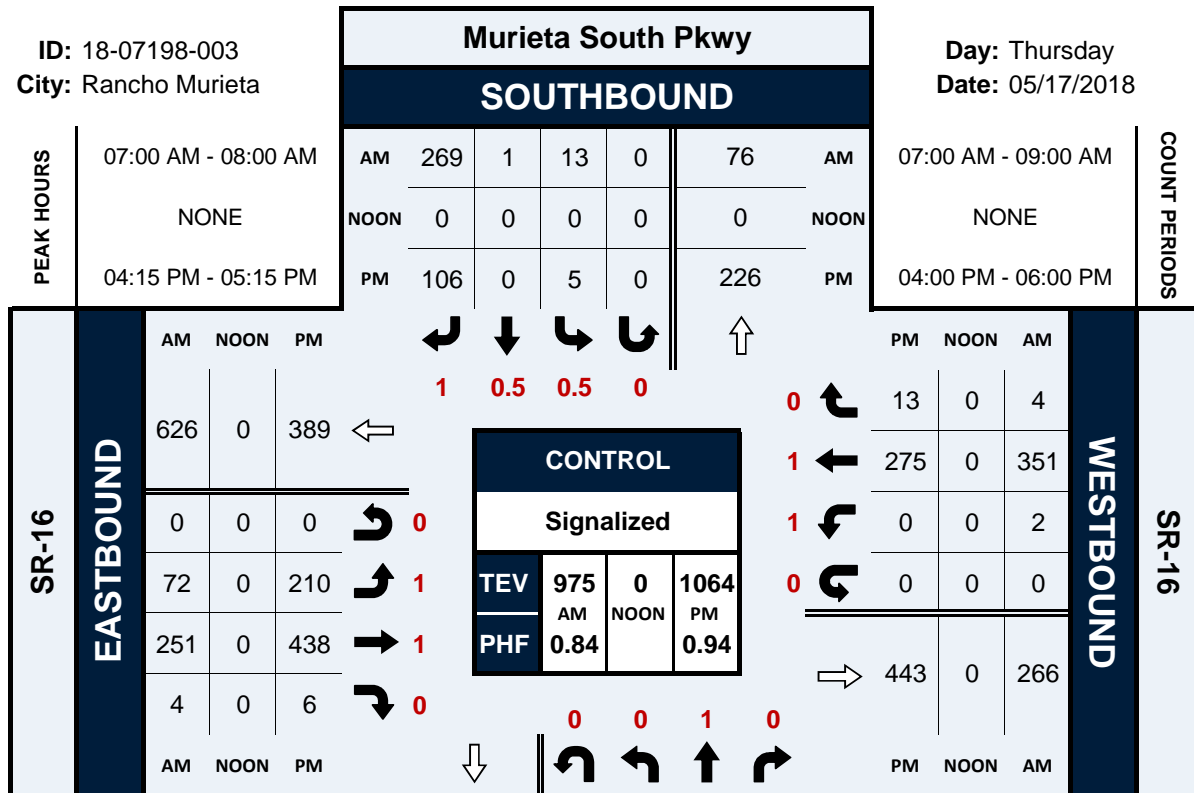 ID: 18-07198-003
City: Rancho Murieta
Murieta South Pkwy
SOUTHBOUND
Day: Thursday
Date: 05/17/2018
PEAK HOURS
07:00 AM - 08:00 AM
NONE
04:15 PM - 05:15 PM
AM 269 1 13 0 76 AM
NOON 0 0 0 0 0 NOON
PM 106 0 5 0 226 PM
07:00 AM - 09:00 AM
NONE
04:00 PM - 06:00 PM
COUNT PERIODS
1 0.5 0.5 0
SR-16
EASTBOUND
AM NOON PM
626 0 389
0 0 0 0
72 0 210 1
251 0 438 1
4 0 6 0
AM NOON PM
CONTROL
Signalized
TEV 975 0 1064
AM NOON PM
PHF 0.84 0.94
PM NOON AM
0 13 0 4
1 275 0 351
1 0 0 2
0 0 0 0
443 0 266
PM NOON AM
WESTBOUND
SR-16
0 0 1 0